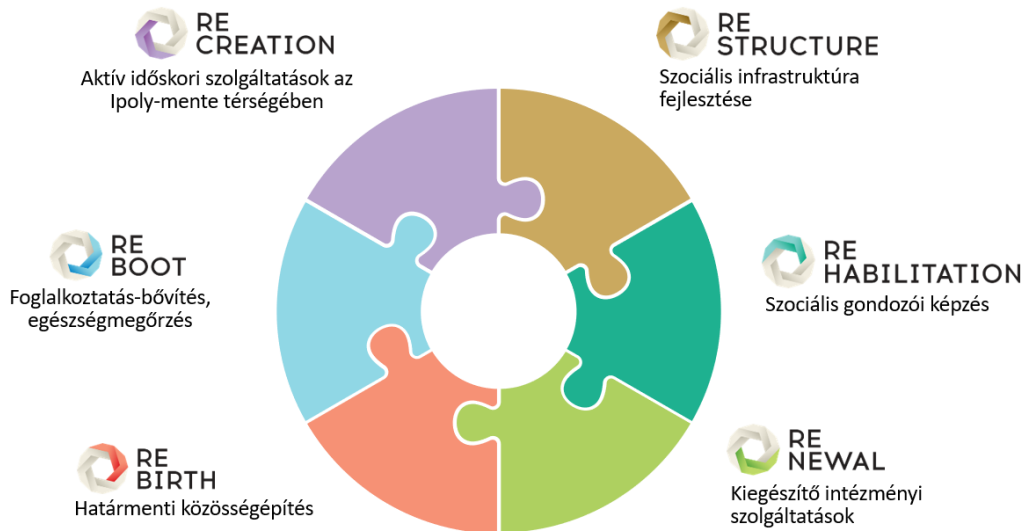 RE
CREATION
Aktív időskori szolgáltatások az
Ipoly-mente térségében
RE
STRUCTURE
Szociális infrastruktúra
fejlesztése
RE
BOOT
Foglalkoztatás-bővítés,
egészségmegőrzés
RE
HABILITATION
Szociális gondozói képzés
RE
BIRTH
Határmenti közösségépítés
RE
NEWAL
Kiegészítő intézményi
szolgáltatások